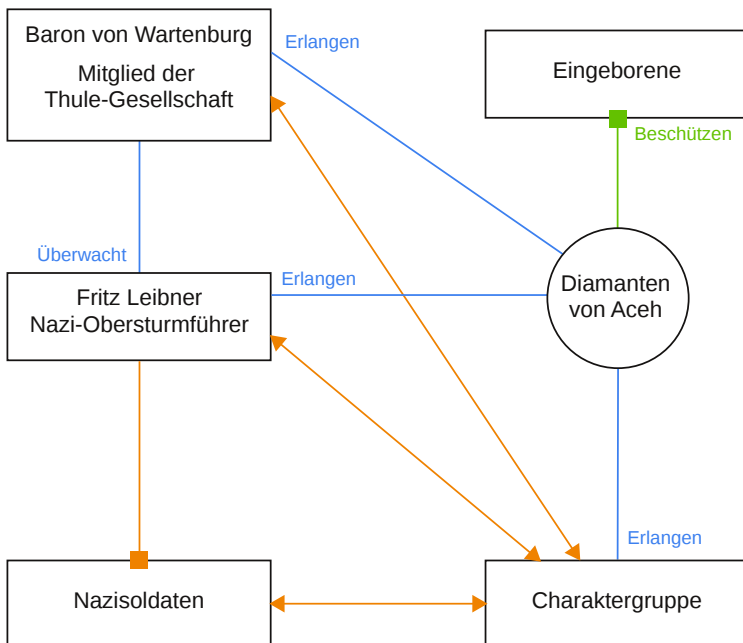 Baron von Wartenburg
Mitglied der
Thule-Gesellschaft
Erlangen
Eingeborene
Beschützen
Überwacht
Fritz Leibner
Nazi-Obersturmführer
Erlangen
Diamanten
von Aceh
Erlangen
Nazisoldaten
Charaktergruppe